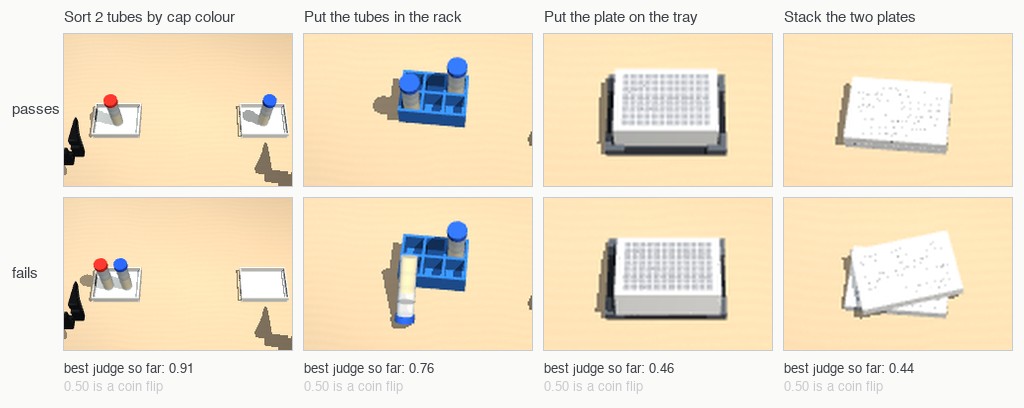 Sort 2 tubes by cap colour
Put the tubes in the rack
Put the plate on the tray
Stack the two plates
passes
fails
best judge so far: 0.91
0.50 is a coin flip
best judge so far: 0.76
0.50 is a coin flip
best judge so far: 0.46
0.50 is a coin flip
best judge so far: 0.44
0.50 is a coin flip